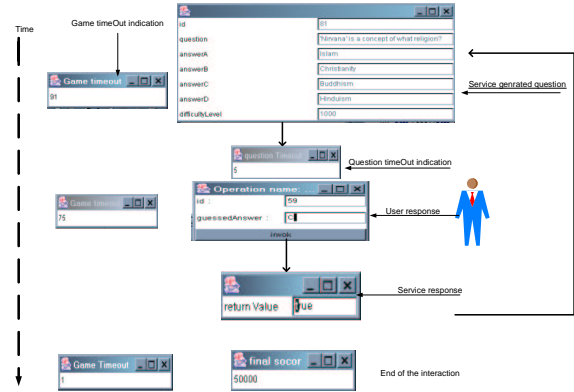 Time
Game timeOut indication
id 81
question 'Nirvana' is a concept of what religion?
answerA Islam
answerB Christianity
answerC Buddhism
answerD Hinduism
difficultyLevel 1000
Service genrated question
Game timeout
91
question Timeout
5
Question timeOut indication
Operation name:
id : 59
guessedAnswer : C
User response
Game timeout
75
return Value true
Service response
Game Timeout
1
final socor
50000
End of the interaction